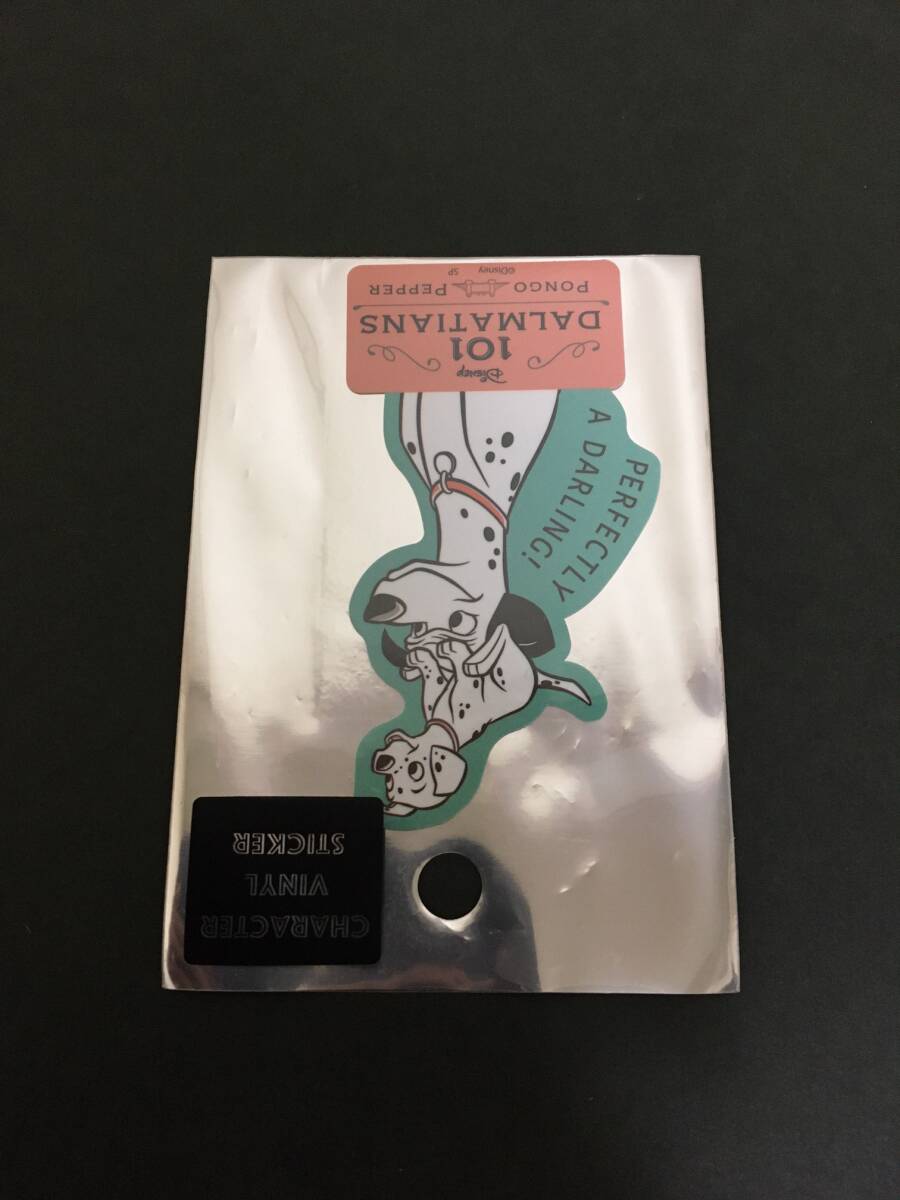 CHARACTER
VINYL
STICKER
PERFECTLY
A DARLING!
Disney
101
DALMATIANS
PONGO PEPPER
©Disney
SP